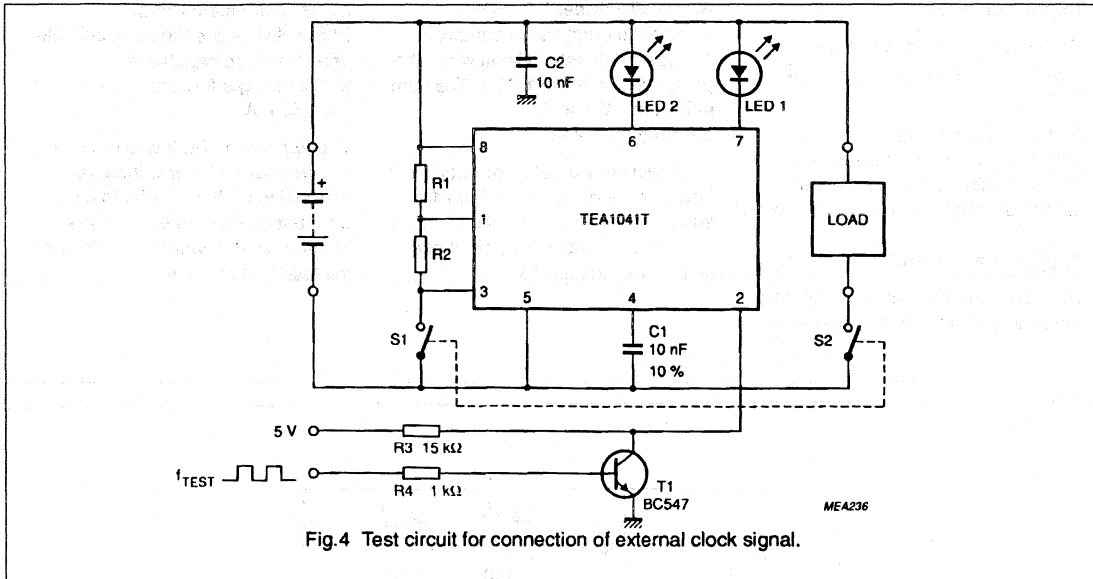 C2
10 nF
LED 2
LED 1
8
6
7
R1
1
TEA1041T
LOAD
R2
+
3
5
4
2
S1
C1
10 nF
10 %
S2
5 V
R3 15 kΩ
fTEST
R4 1 kΩ
T1
BC547
MEA236
Fig.4 Test circuit for connection of external clock signal.